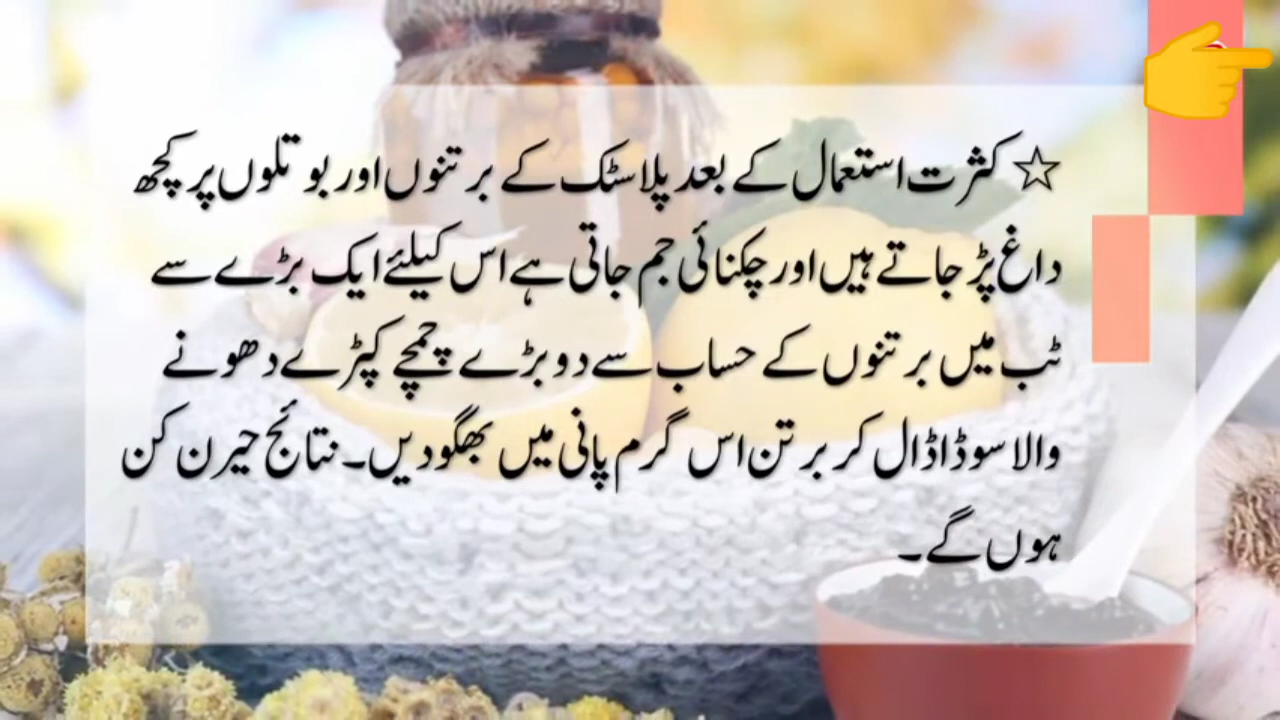 ☆ کثرت استعمال کے بعد پلاسٹک کے برتنوں اور بوتلوں پر کچھ
داغ پڑ جاتے ہیں اور چکنائی جم جاتی ہے اس کیلئے ایک بڑے سے
ٹب میں برتنوں کے حساب سے دو بڑے چمچے کپڑے دھونے
والا سوڈا ڈال کر برتن اس گرم پانی میں بھگو دیں۔ نتائج حیرن کن
ہوں گے۔